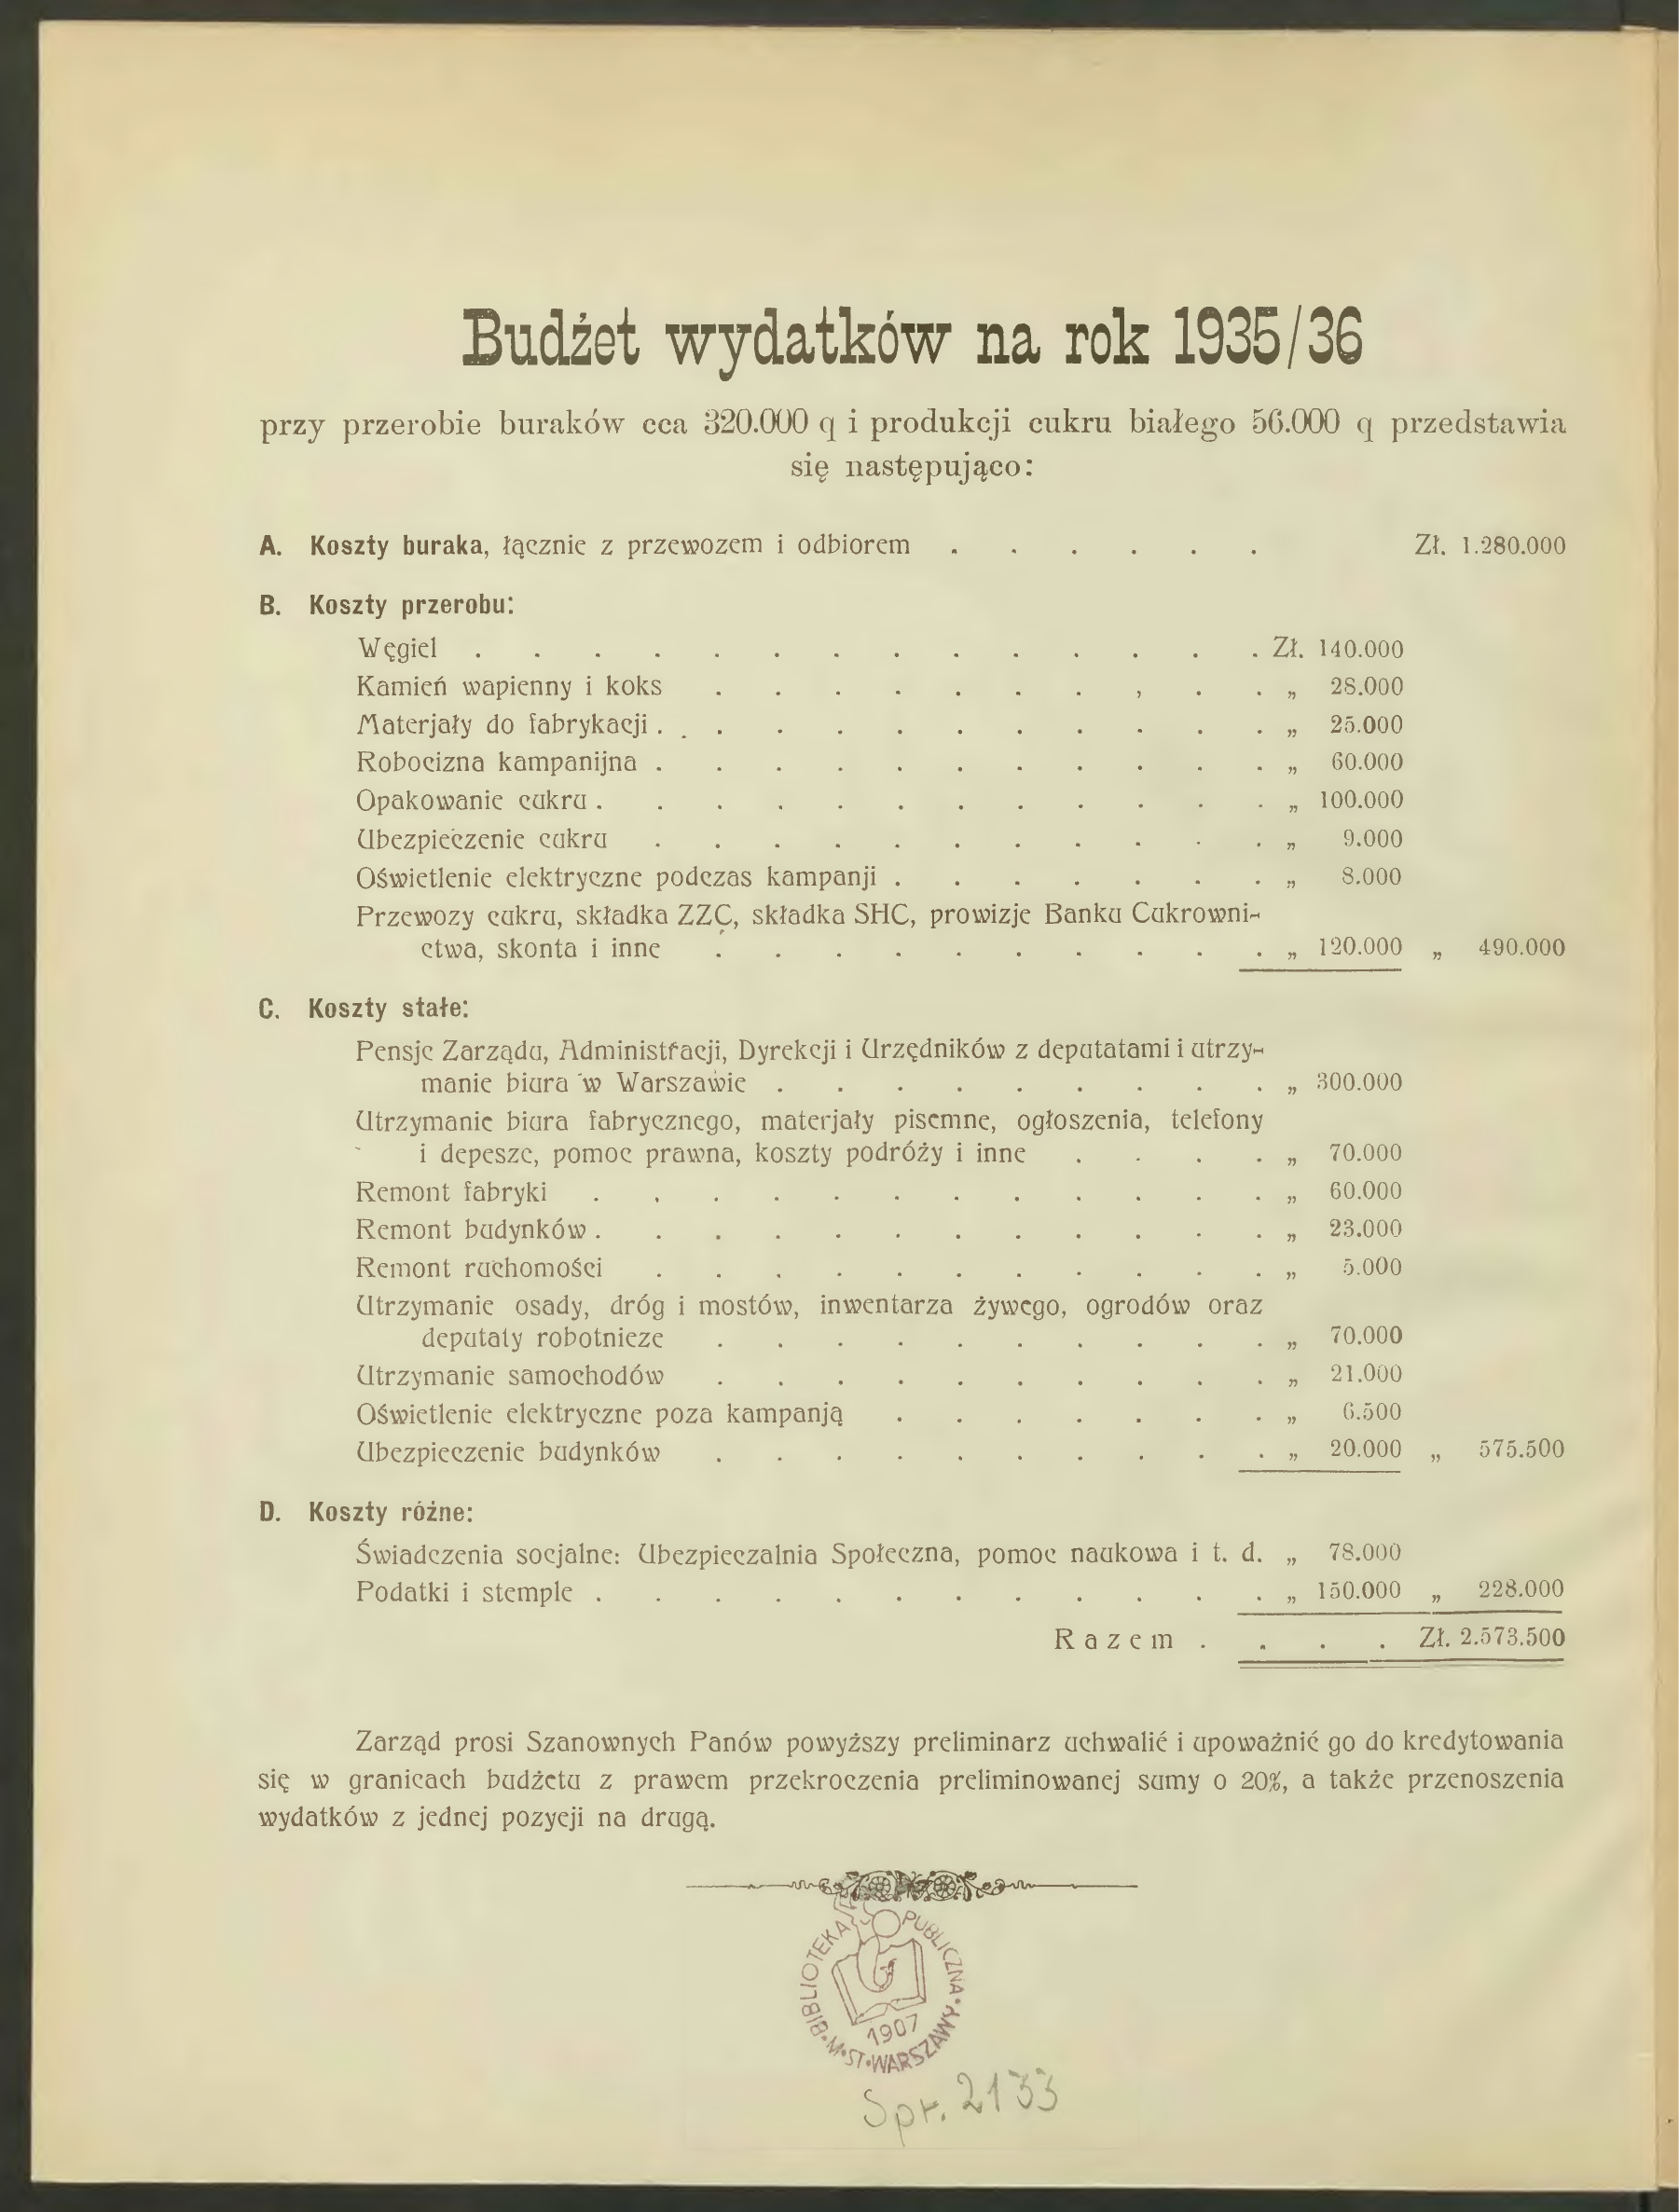 Budżet wydatków na rok 1935/36
przy przerobie buraków cca 320.000 q i produkcji cukru białego 56.000 q przedstawia
się następująco:
A. Koszty buraka, łącznie z przewozem i odbiorem . . . . . . Zł. 1.280.000
B. Koszty przerobu:
Węgiel . . . . . . . . . . . . . . Zł. 140.000
Kamień wapienny i koks . . . . . . . , . . „ 28.000
Materjały do fabrykacji . . . . . . . . . . . . „ 25.000
Robocizna kampanijna . . . . . . . . . . . „ 60.000
Opakowanie cukru . . . . . . . . . . . . „ 100.000
Ubezpieczenie cukru . . . . . . . . . . . „ 9.000
Oświetlenie elektryczne podczas kampanji . . . . . . . „ 8.000
Przewozy cukru, składka ZZC, składka SHC, prowizje Banku Cukrowni-
ctwa, skonta i inne . . . . . . . . . . „ 120.000 „ 490.000
C. Koszty stałe:
Pensje Zarządu, Administracji, Dyrekcji i Urzędników z deputatami i utrzy-
manie biura w Warszawie . . . . . . . . . „ 300.000
Utrzymanie biura fabrycznego, materjały pisemne, ogłoszenia, telefony
i depesze, pomoc prawna, koszty podróży i inne . . . . „ 70.000
Remont fabryki . . . . . . . . . . . . „ 60.000
Remont budynków . . . . . . . . . . . . „ 23.000
Remont ruchomości . . . . . . . . . . . „ 5.000
Utrzymanie osady, dróg i mostów, inwentarza żywego, ogrodów oraz
deputaty robotnicze . . . . . . . . . . „ 70.000
Utrzymanie samochodów . . . . . . . . . . „ 21.000
Oświetlenie elektryczne poza kampanją . . . . . . . „ 6.500
Ubezpieczenie budynków . . . . . . . . . . „ 20.000 „ 575.500
D. Koszty różne:
Świadczenia socjalne: Ubezpieczalnia Społeczna, pomoc naukowa i t. d. „ 78.000
Podatki i stemple . . . . . . . . . . . . „ 150.000 „ 228.000
Razem . . . . Zł. 2.573.500
Zarząd prosi Szanownych Panów powyższy preliminarz uchwalić i upoważnić go do kredytowania
się w granicach budżetu z prawem przekroczenia preliminowanej sumy o 20%, a także przenoszenia
wydatków z jednej pozycji na drugą.
BIBLIOTEKA PUBLICZNA • M • ST • WARSZAWY •
1907
Spr. 2133